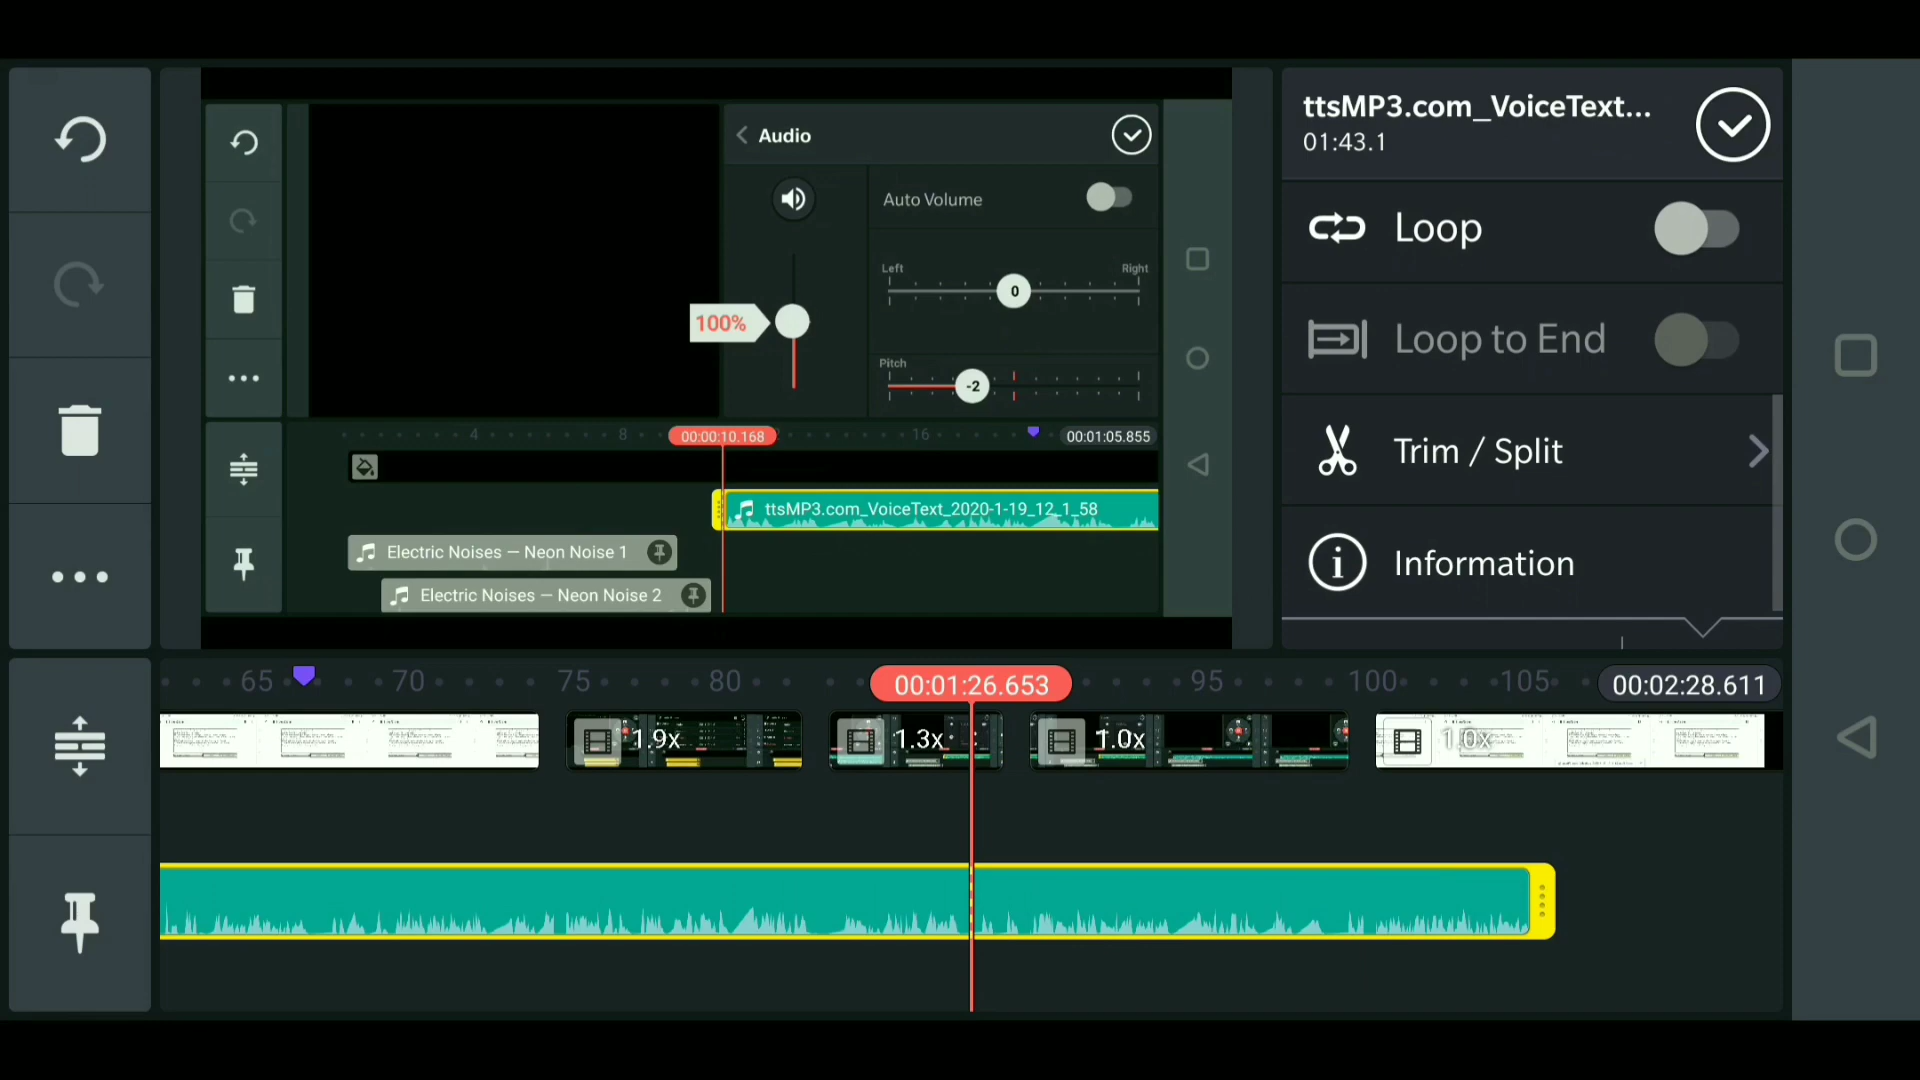 Audio
Auto Volume
Left
Right
0
100%
Pitch
-2
4
8
00:00:10.168
16
00:01:05.855
ttsMP3.com_VoiceText_2020-1-19_12_1_58
Electric Noises — Neon Noise 1
Electric Noises — Neon Noise 2
ttsMP3.com_VoiceText...
01:43.1
Loop
Loop to End
Trim / Split
Information
65
70
75
80
00:01:26.653
95
100
105
00:02:28.611
1.9x
1.3x
1.0x
1.0x